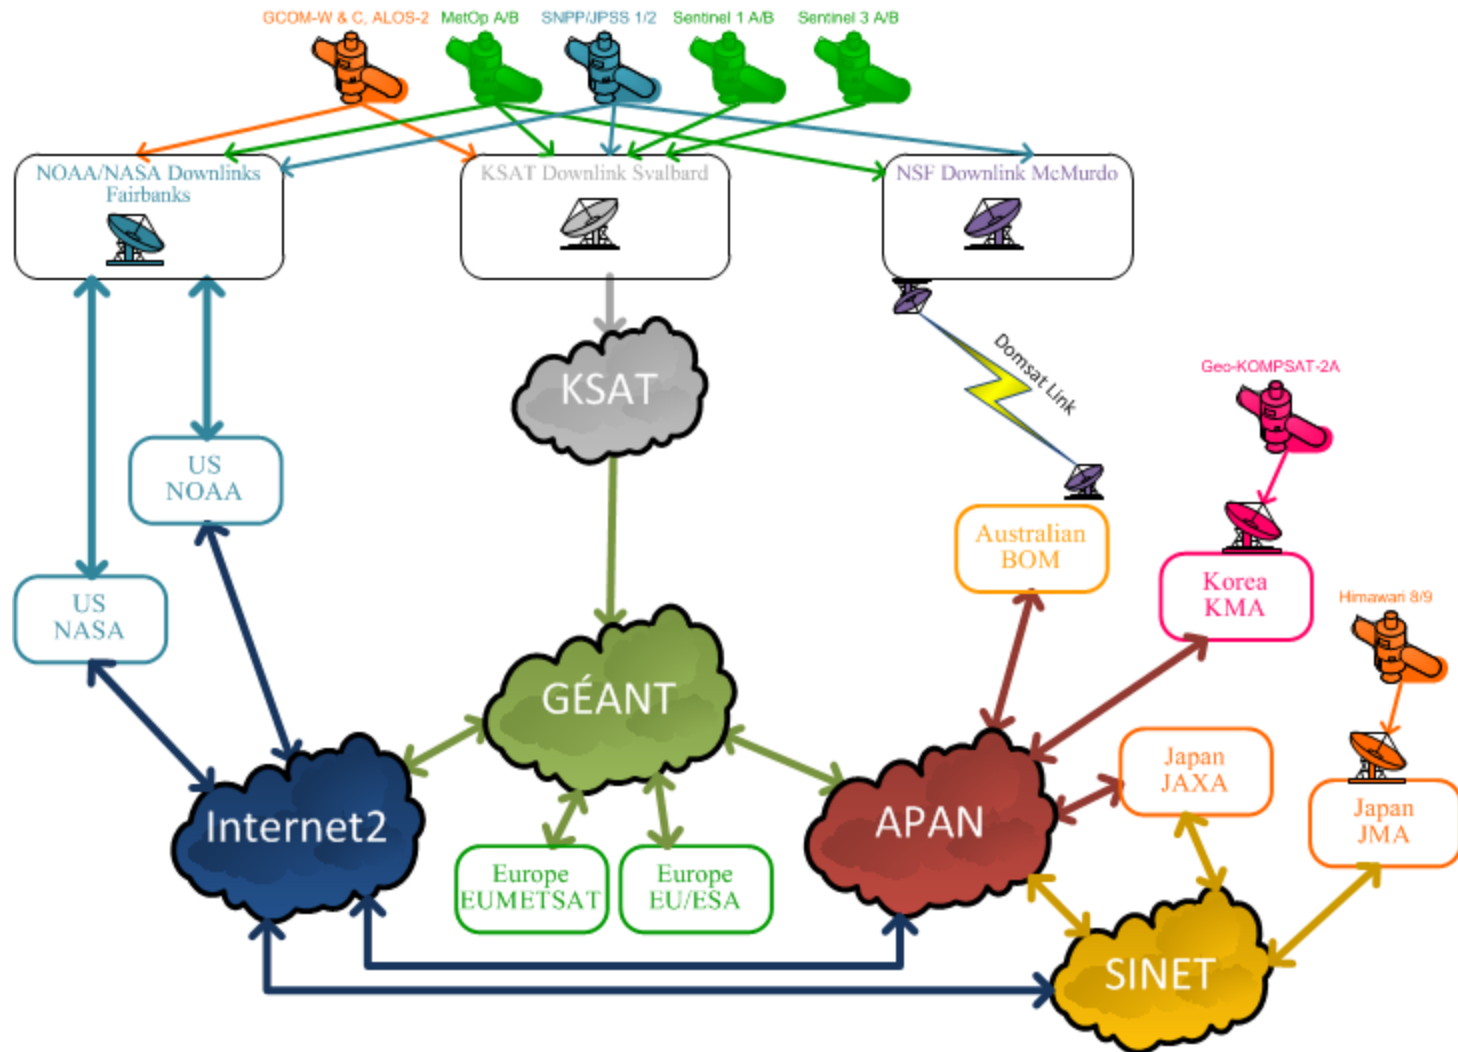 GCOM-W & C, ALOS-2
MetOp A/B
SNPP/JPSS 1/2
Sentinel 1 A/B
Sentinel 3 A/B
NOAA/NASA Downlinks
Fairbanks
KSAT Downlink Svalbard
NSF Downlink McMurdo
Domsat Link
KSAT
Geo-KOMPSAT-2A
US
NOAA
Australian
BOM
Korea
KMA
US
NASA
Himawari 8/9
GÉANT
Japan
JAXA
Internet2
APAN
Japan
JMA
Europe
EUMETSAT
Europe
EU/ESA
SINET